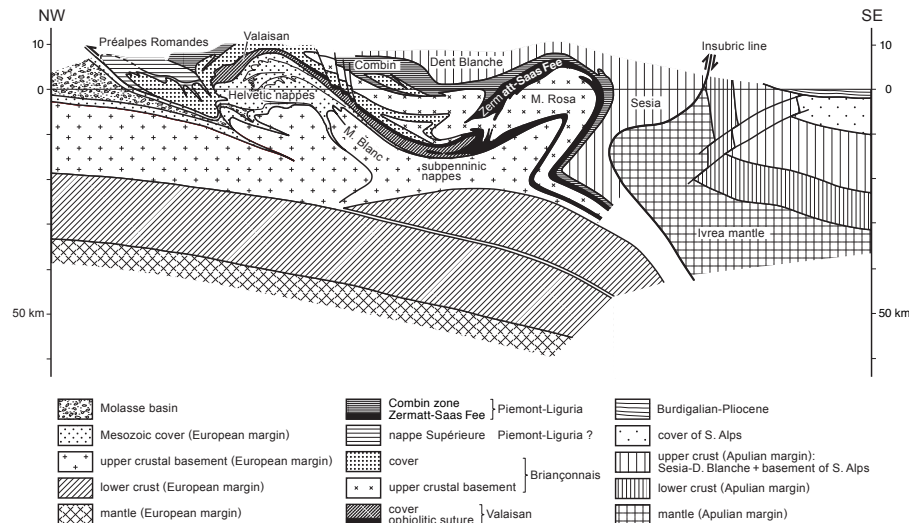 NW
SE
10
0
50 km
10
0
50 km
Préalpes Romandes
Valaisan
Combin
Dent Blanche
Insubric line
Helvetic nappes
Zermatt-Saas Fee
M. Rosa
Sesia
M. Blanc
subpenninic
nappes
Ivrea mantle
Molasse basin
Mesozoic cover (European margin)
upper crustal basement (European margin)
lower crust (European margin)
mantle (European margin)
Combin zone
Zermatt-Saas Fee
Piemont-Liguria
nappe Supérieure Piemont-Liguria ?
cover
upper crustal basement
Briançonnais
cover
ophiolitic suture
Valaisan
Burdigalian-Pliocene
cover of S. Alps
upper crust (Apulian margin):
Sesia-D. Blanche + basement of S. Alps
lower crust (Apulian margin)
mantle (Apulian margin)